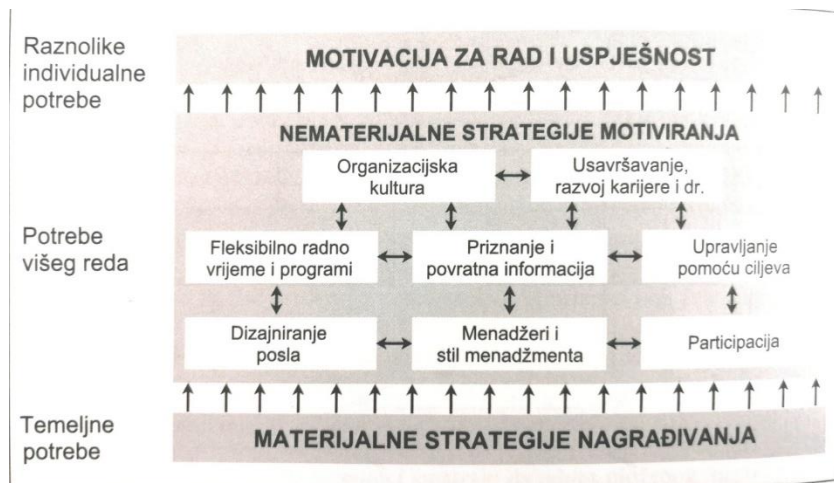 Raznolike
individualne
potrebe
MOTIVACIJA ZA RAD I USPJEŠNOST
NEMATERIJALNE STRATEGIJE MOTIVIRANJA
Organizacijska
kultura
Usavršavanje,
razvoj karijere i dr.
Potrebe
višeg reda
Fleksibilno radno
vrijeme i programi
Priznanje i
povratna informacija
Upravljanje
pomoću ciljeva
Dizajniranje
posla
Menadžeri i
stil menadžmenta
Participacija
Temeljne
potrebe
MATERIJALNE STRATEGIJE NAGRAĐIVANJA